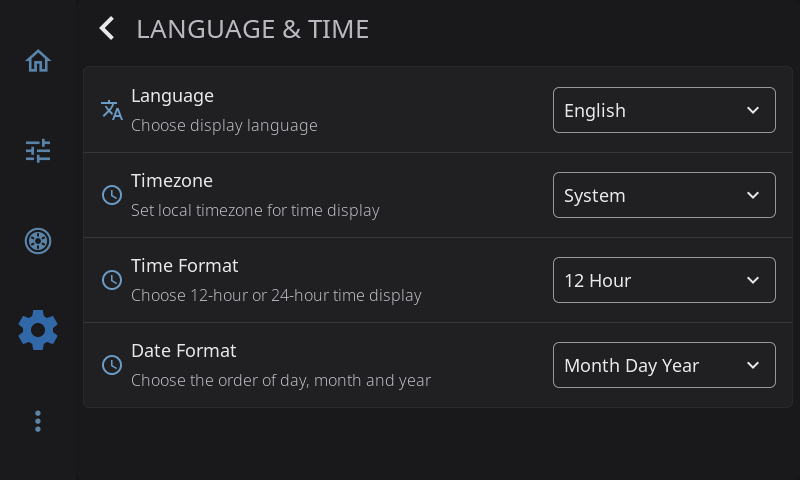 LANGUAGE & TIME
Language
Choose display language
English
Timezone
Set local timezone for time display
System
Time Format
Choose 12-hour or 24-hour time display
12 Hour
Date Format
Choose the order of day, month and year
Month Day Year